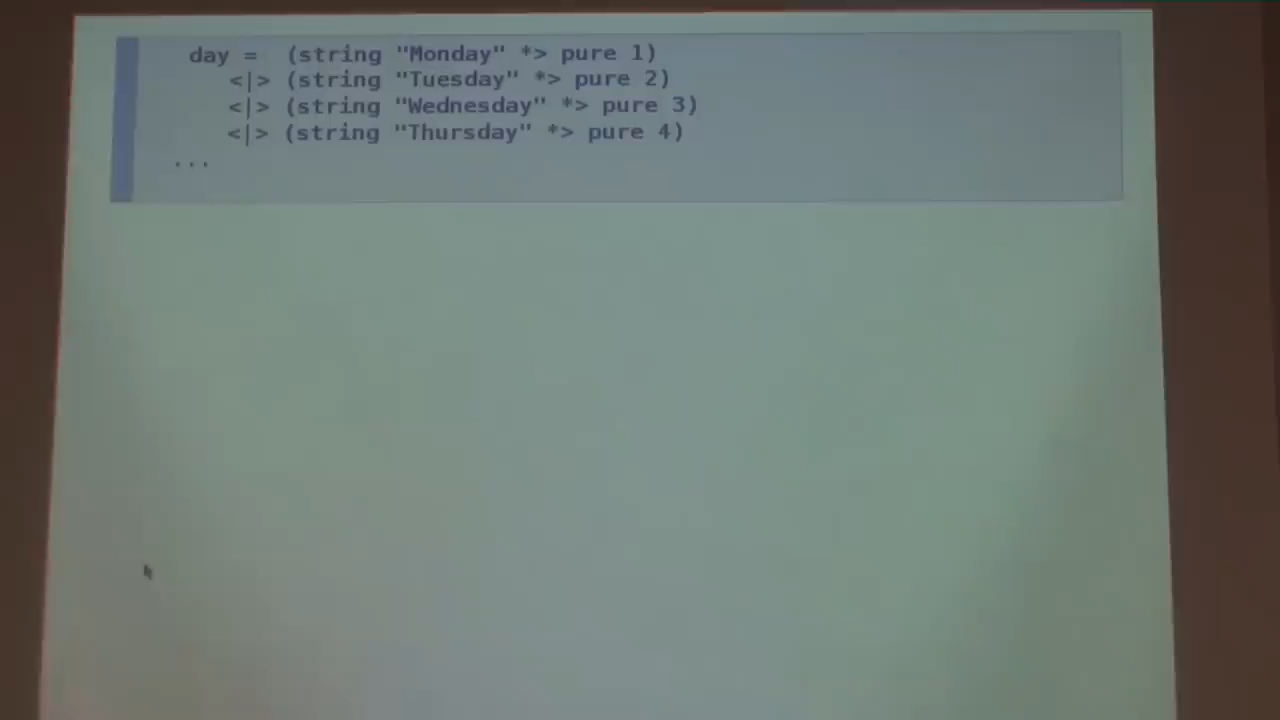 day =  (string "Monday" *> pure 1)
<|> (string "Tuesday" *> pure 2)
<|> (string "Wednesday" *> pure 3)
<|> (string "Thursday" *> pure 4)
...